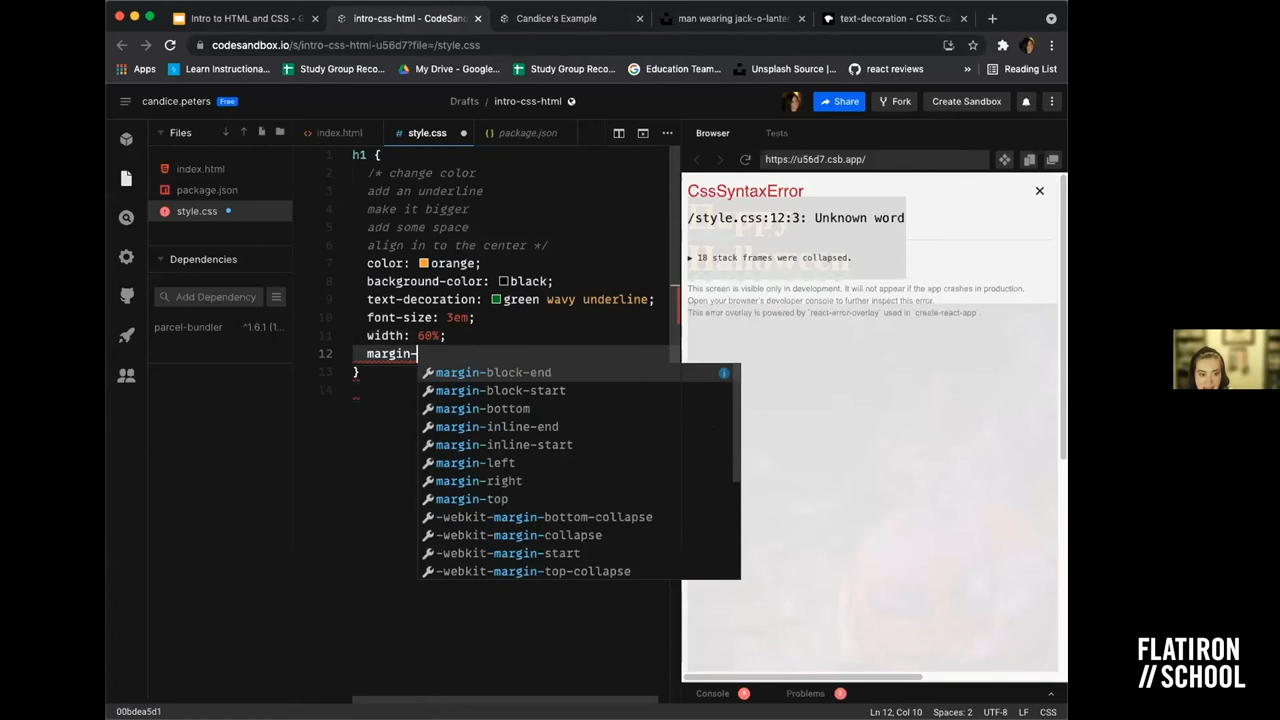 Intro to HTML and CSS - G
intro-css-html - CodeSandb
Candice's Example
man wearing jack-o-lante
text-decoration - CSS: Ca
codesandbox.io/s/intro-css-html-u56d7?file=/style.css
Apps
Learn Instructional...
Study Group Reco...
My Drive - Google...
Study Group Reco...
Education Team...
Unsplash Source |...
react reviews
»
Reading List
candice.peters
Free
Drafts / intro-css-html
Share
Fork
Create Sandbox
Files
index.html
style.css
package.json
Browser
Tests
index.html
package.json
style.css
Dependencies
Add Dependency
parcel-bundler ^1.6.1 (1...
https://u56d7.csb.app/
1 h1 {
2 /* change color
3 add an underline
4 make it bigger
5 add some space
6 align in to the center */
7 color: orange;
8 background-color: black;
9 text-decoration: green wavy underline;
10 font-size: 3em;
11 width: 60%;
12 margin-
13 }
14
margin-block-end
margin-block-start
margin-bottom
margin-inline-end
margin-inline-start
margin-left
margin-right
margin-top
-webkit-margin-bottom-collapse
-webkit-margin-collapse
-webkit-margin-start
-webkit-margin-top-collapse
CssSyntaxError
/style.css:12:3: Unknown word
Happy
Halloween
▶ 18 stack frames were collapsed.
This screen is visible only in development. It will not appear if the app crashes in production.
Open your browser's developer console to further inspect this error.
This error overlay is powered by `react-error-overlay` used in `create-react-app`.
Console
Problems
00bdea5d1
Ln 12, Col 10
Spaces: 2
UTF-8
LF
CSS
FLATIRON
// SCHOOL